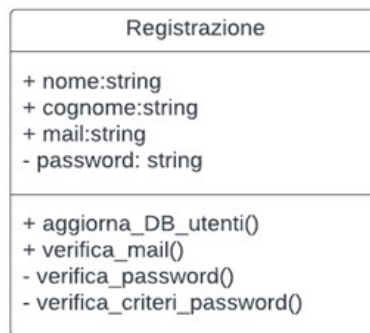 Registrazione
+ nome:string
+ cognome:string
+ mail:string
- password: string
+ aggiorna_DB_utenti()
+ verifica_mail()
- verifica_password()
- verifica_criteri_password()